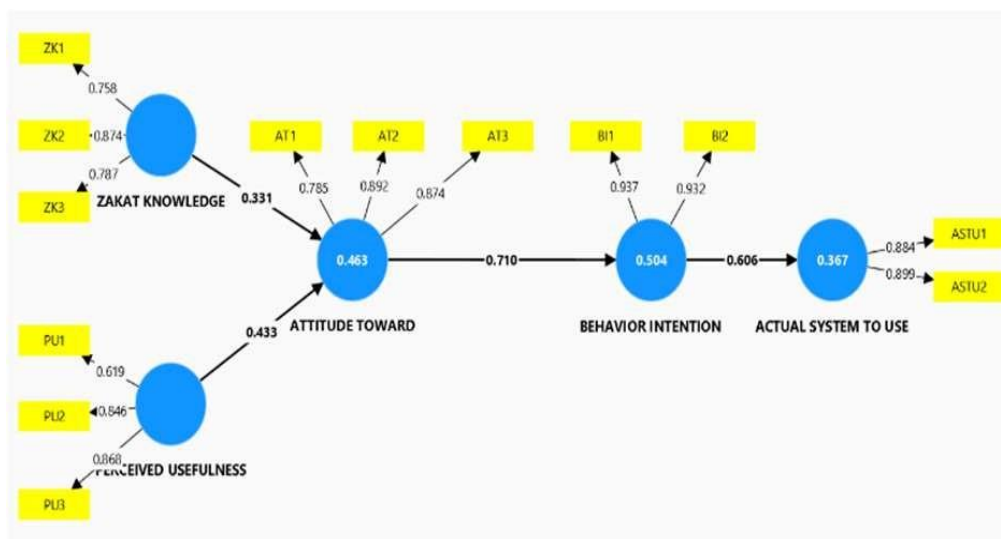 ZK1
0.758
ZK2
0.874
0.787
ZK3
ZAKAT KNOWLEDGE
0.331
AT1
AT2
AT3
0.785
0.892
0.874
0.463
ATTITUDE TOWARD
0.710
BI1
BI2
0.937
0.932
0.504
BEHAVIOR INTENTION
0.606
0.367
ACTUAL SYSTEM TO USE
0.884
ASTU1
0.899
ASTU2
0.433
PU1
0.619
PU2
0.846
0.868
PERCEIVED USEFULNESS
PU3